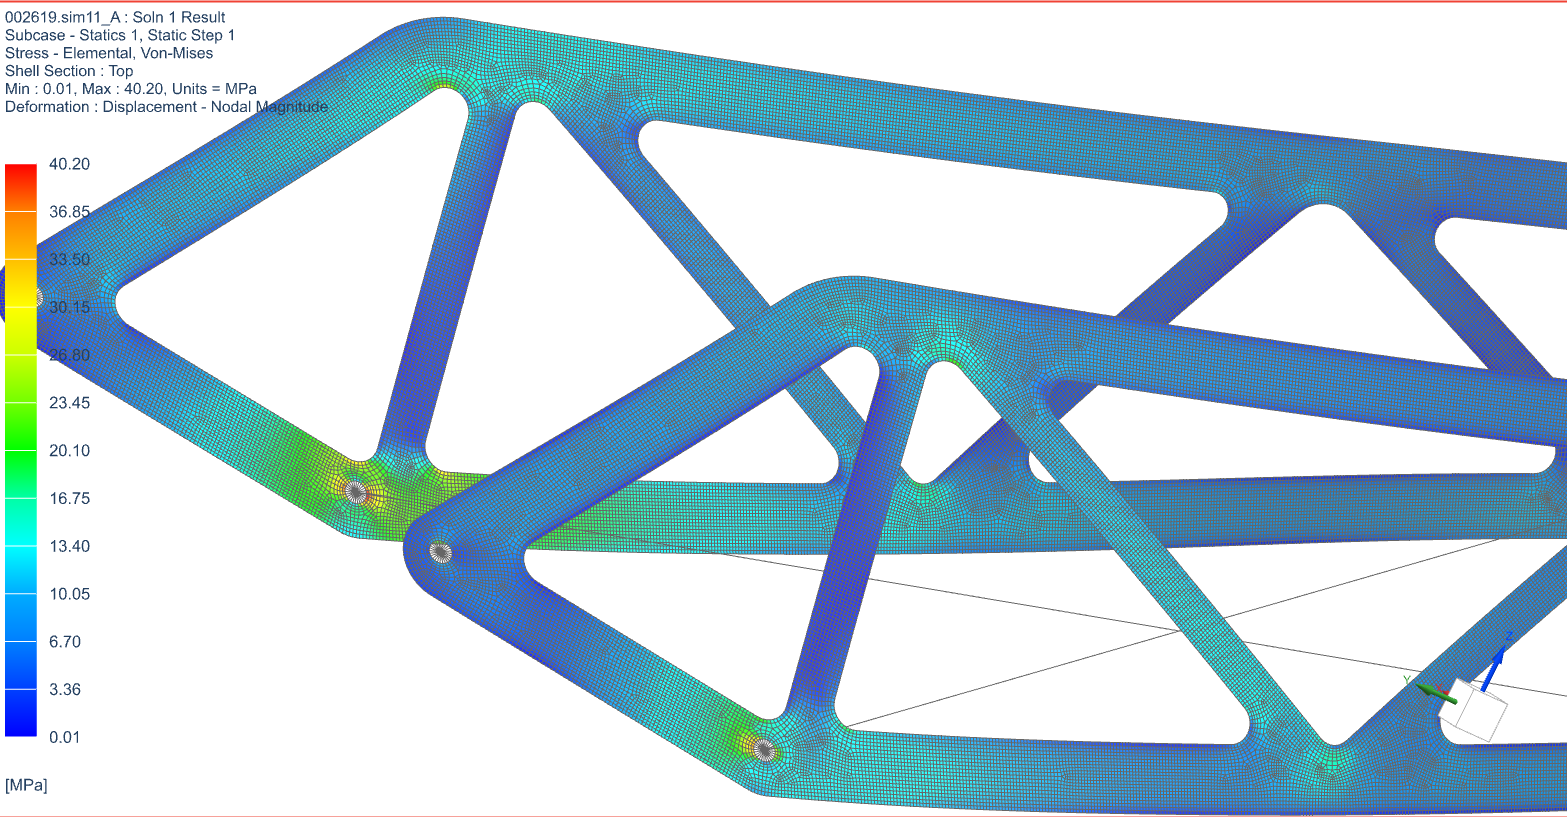 002619.sim11_A : Soln 1 Result
Subcase - Statics 1, Static Step 1
Stress - Elemental, Von-Mises
Shell Section : Top
Min : 0.01, Max : 40.20, Units = MPa
Deformation : Displacement - Nodal Magnitude
40.20
36.85
33.50
30.15
26.80
23.45
20.10
16.75
13.40
10.05
6.70
3.36
0.01
[MPa]
Z
Y